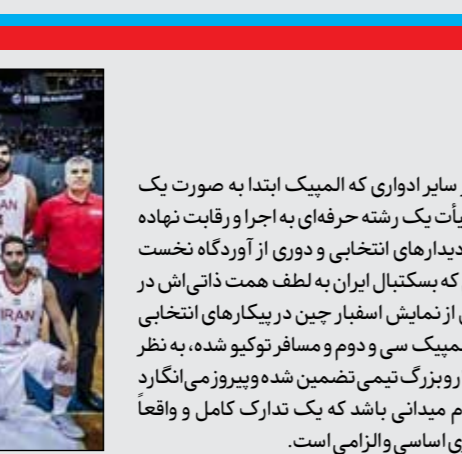 سایر ادواری که المپیک ابتدا به صورت یک
یأت یک رشته حرفه‌ای به اجرا و رقابت نهاده
دیدارهای انتخابی و دوری از آوردگاه نخست
که بسکتبال ایران به لطف همت ذاتی‌اش در
از نمایش اسفبار چین در پیکارهای انتخابی
مپیک سی و دوم و مسافر توکیو شده، به نظر
روبزرگ تیمی تضمین شده و پیروز می‌انگارد
م میدانی باشد که یک تدارک کامل و واقعاً
ی اساسی و الزامی است.
AN
IRAN
7